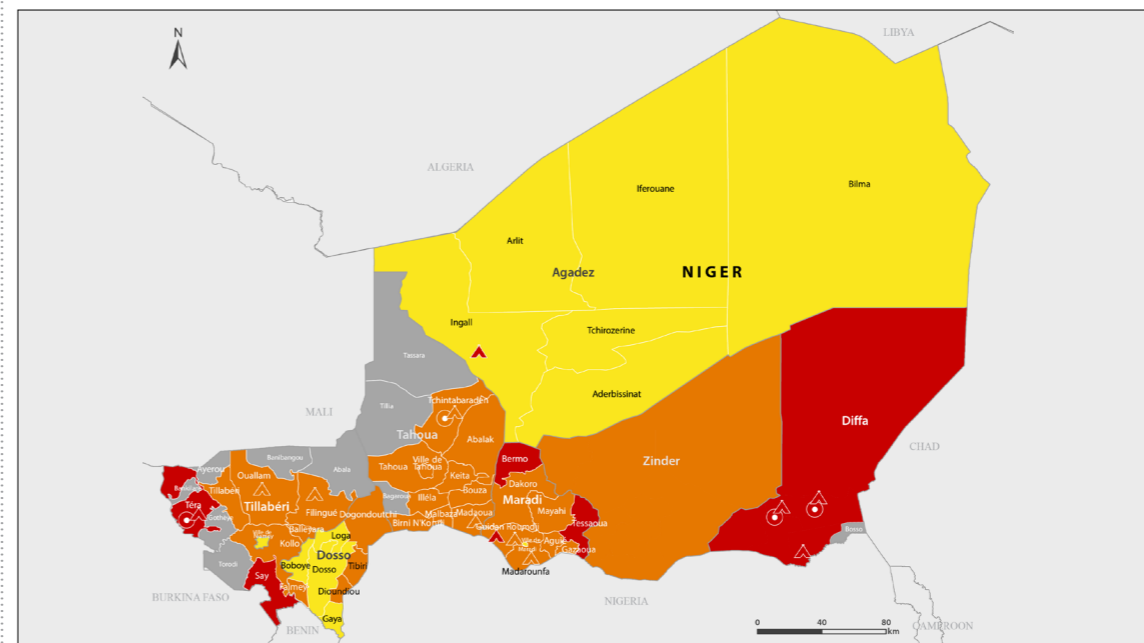 N
LIBYA
ALGERIA
Iferouane
Bilma
Arlit
Agadez
NIGER
Ingall
Tchirozerine
Tassara
Aderbissinat
Tillia
MALI
Tchintabaraden
Tahoua
Abalak
Diffa
CHAD
Bermo
Zinder
Banibangou
Abala
Ayerou
Ouallam
Tahoua
Ville de
Tahoua
Keita
Dakoro
Bagaroua
Illéla
Bouza
Maradi
Tillabéri
Tillabéri
Téra
Filingué
Dogondoutchi
Malbaza
Madaoua
Mayahi
Birni N'Konni
Guidan Roumdji
Tessaoua
Bosso
Balleyara
Loga
Kollo
Aguié
Gazaoua
Dosso
Torodi
Say
Boboye
Dosso
Tibiri
Madarounfa
Falmey
Dioundiou
BURKINA FASO
Gaya
NIGERIA
BENIN
CAMEROON
0 40 80
km